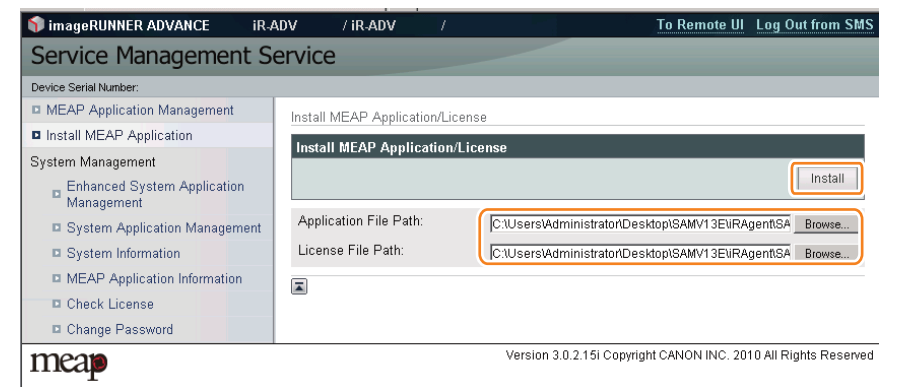 imageRUNNER ADVANCE iR-ADV / iR-ADV / To Remote UI Log Out from SMS
Service Management Service
Device Serial Number:
MEAP Application Management
Install MEAP Application
System Management
Enhanced System Application
Management
System Application Management
System Information
MEAP Application Information
Check License
Change Password
Install MEAP Application/License
Install MEAP Application/License
Install
Application File Path: C:\Users\Administrator\Desktop\SAMV13E\iRAgent\SA Browse...
License File Path: C:\Users\Administrator\Desktop\SAMV13E\iRAgent\SA Browse...
meap
Version 3.0.2.15i Copyright CANON INC. 2010 All Rights Reserved